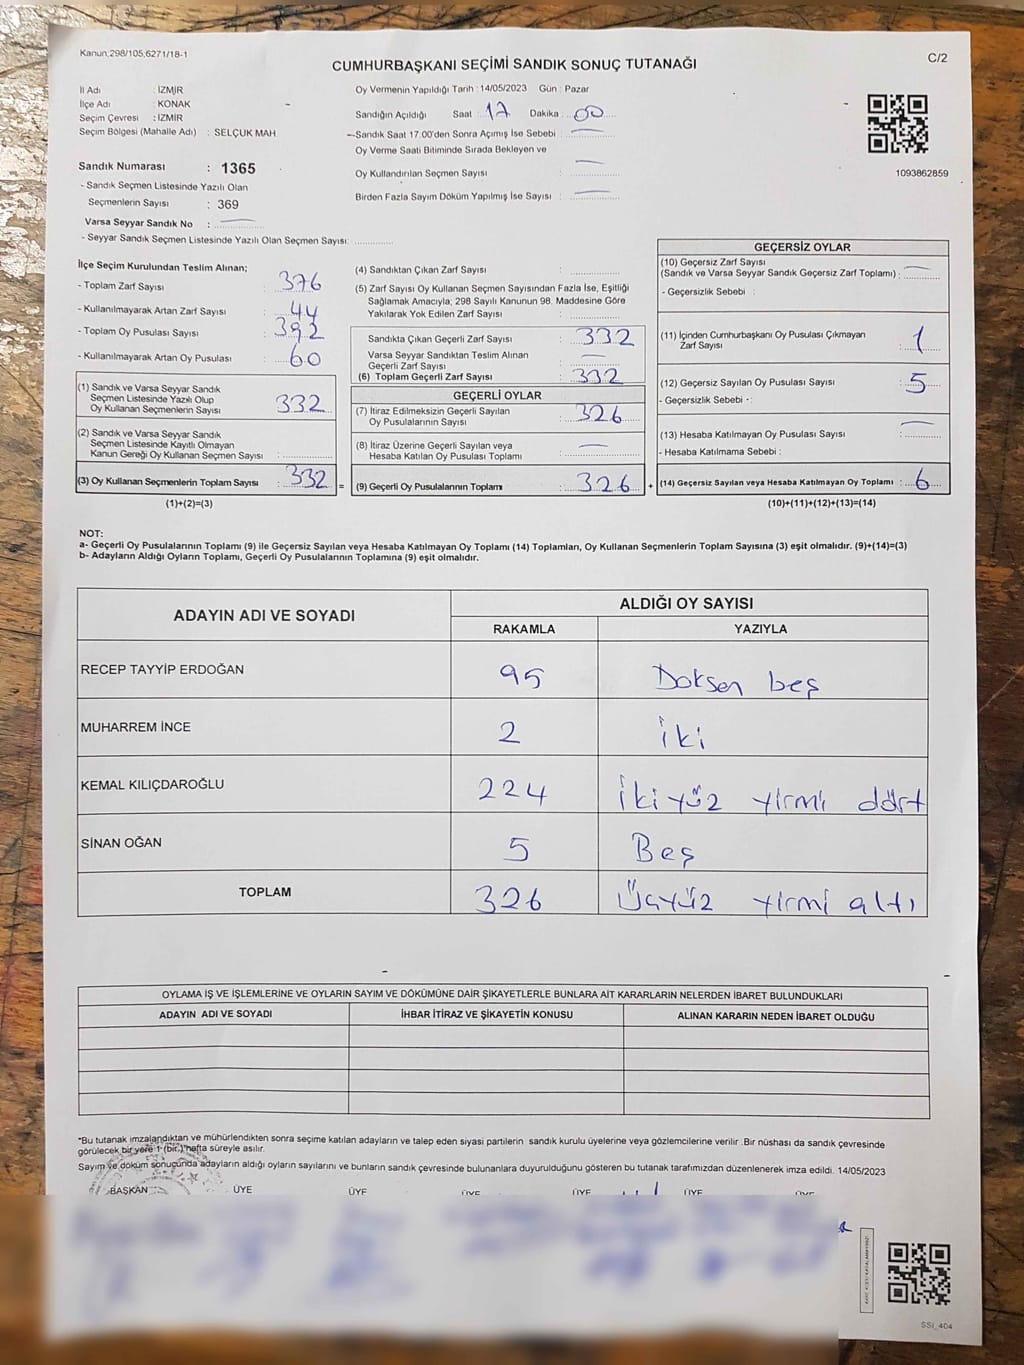 Kanun:298/105,6271/18-1
C/2
CUMHURBAŞKANI SEÇİMİ SANDIK SONUÇ TUTANAĞI
İl Adı : İZMİR
İlçe Adı : KONAK
Seçim Çevresi : İZMİR
Seçim Bölgesi (Mahalle Adı) : SELÇUK MAH.
Sandık Numarası : 1365
- Sandık Seçmen Listesinde Yazılı Olan
Seçmenlerin Sayısı : 369
Varsa Seyyar Sandık No :
- Seyyar Sandık Seçmen Listesinde Yazılı Olan Seçmen Sayısı:
Oy Vermenin Yapıldığı Tarih : 14/05/2023 Gün : Pazar
Sandığın Açıldığı Saat : 17 Dakika : 00
Sandık Saat 17.00'den Sonra Açımış İse Sebebi :
Oy Verme Saati Bitiminde Sırada Bekleyen ve
Oy Kullandırılan Seçmen Sayısı :
Birden Fazla Sayım Döküm Yapılmış İse Sayısı :
1093862859
İlçe Seçim Kurulundan Teslim Alınan;
- Toplam Zarf Sayısı : 376
- Kullanılmayarak Artan Zarf Sayısı : 44
- Toplam Oy Pusulası Sayısı : 392
- Kullanılmayarak Artan Oy Pusulası : 60
(1) Sandık ve Varsa Seyyar Sandık
Seçmen Listesinde Yazılı Olup
Oy Kullanan Seçmenlerin Sayısı : 332
(2) Sandık ve Varsa Seyyar Sandık
Seçmen Listesinde Kayıtlı Olmayan
Kanun Gereği Oy Kullanan Seçmen Sayısı :
(3) Oy Kullanan Seçmenlerin Toplam Sayısı : 332 =
(1)+(2)=(3)
(4) Sandıktan Çıkan Zarf Sayısı :
(5) Zarf Sayısı Oy Kullanan Seçmen Sayısından Fazla İse, Eşitliği
Sağlamak Amacıyla; 298 Sayılı Kanunun 98. Maddesine Göre
Yakılarak Yok Edilen Zarf Sayısı :
Sandıkta Çıkan Geçerli Zarf Sayısı : 332
Varsa Seyyar Sandıktan Teslim Alınan
Geçerli Zarf Sayısı :
(6) Toplam Geçerli Zarf Sayısı : 332
GEÇERLİ OYLAR
(7) İtiraz Edilmeksizin Geçerli Sayılan
Oy Pusulalarının Sayısı : 326
(8) İtiraz Üzerine Geçerli Sayılan veya
Hesaba Katılan Oy Pusulası Toplamı :
(9) Geçerli Oy Pusulalarının Toplamı : 326 +
GEÇERSİZ OYLAR
(10) Geçersiz Zarf Sayısı
(Sandık ve Varsa Seyyar Sandık Geçersiz Zarf Toplamı) :
- Geçersizlik Sebebi :
(11) İçinden Cumhurbaşkanı Oy Pusulası Çıkmayan
Zarf Sayısı : 1
(12) Geçersiz Sayılan Oy Pusulası Sayısı : 5
- Geçersizlik Sebebi :
(13) Hesaba Katılmayan Oy Pusulası Sayısı :
- Hesaba Katılmama Sebebi :
(14) Geçersiz Sayılan veya Hesaba Katılmayan Oy Toplamı : 6
(10)+(11)+(12)+(13)=(14)
NOT:
a- Geçerli Oy Pusulalarının Toplamı (9) ile Geçersiz Sayılan veya Hesaba Katılmayan Oy Toplamı (14) Toplamları, Oy Kullanan Seçmenlerin Toplam Sayısına (3) eşit olmalıdır. (9)+(14)=(3)
b- Adayların Aldığı Oyların Toplamı, Geçerli Oy Pusulalarının Toplamına (9) eşit olmalıdır.
ADAYIN ADI VE SOYADI ALDIĞI OY SAYISI
RAKAMLA YAZIYLA
RECEP TAYYİP ERDOĞAN 95 Doksan beş
MUHARREM İNCE 2 iki
KEMAL KILIÇDAROĞLU 224 İkiyüz yirmi dört
SİNAN OĞAN 5 Beş
TOPLAM 326 Üçyüz yirmi altı
OYLAMA İŞ VE İŞLEMLERİNE VE OYLARIN SAYIM VE DÖKÜMÜNE DAİR ŞİKAYETLERLE BUNLARA AİT KARARLARIN NELERDEN İBARET BULUNDUKLARI
ADAYIN ADI VE SOYADI İHBAR İTİRAZ VE ŞİKAYETİN KONUSU ALINAN KARARIN NEDEN İBARET OLDUĞU
*Bu tutanak imzalandıktan ve mühürlendikten sonra seçime katılan adayların ve talep eden siyasi partilerin sandık kurulu üyelerine veya gözlemcilerine verilir .Bir nüshası da sandık çevresinde
görülecek bir yere 1 (bir) hafta süreyle asılır.
Sayım ve döküm sonucunda adayların aldığı oyların sayılarını ve bunların sandık çevresinde bulunanlara duyurulduğunu gösteren bu tutanak tarafımızdan düzenlenerek imza edildi. 14/05/2023
BAŞKAN ÜYE ÜYE ÜYE ÜYE ÜYE ÜYE
SSI_404